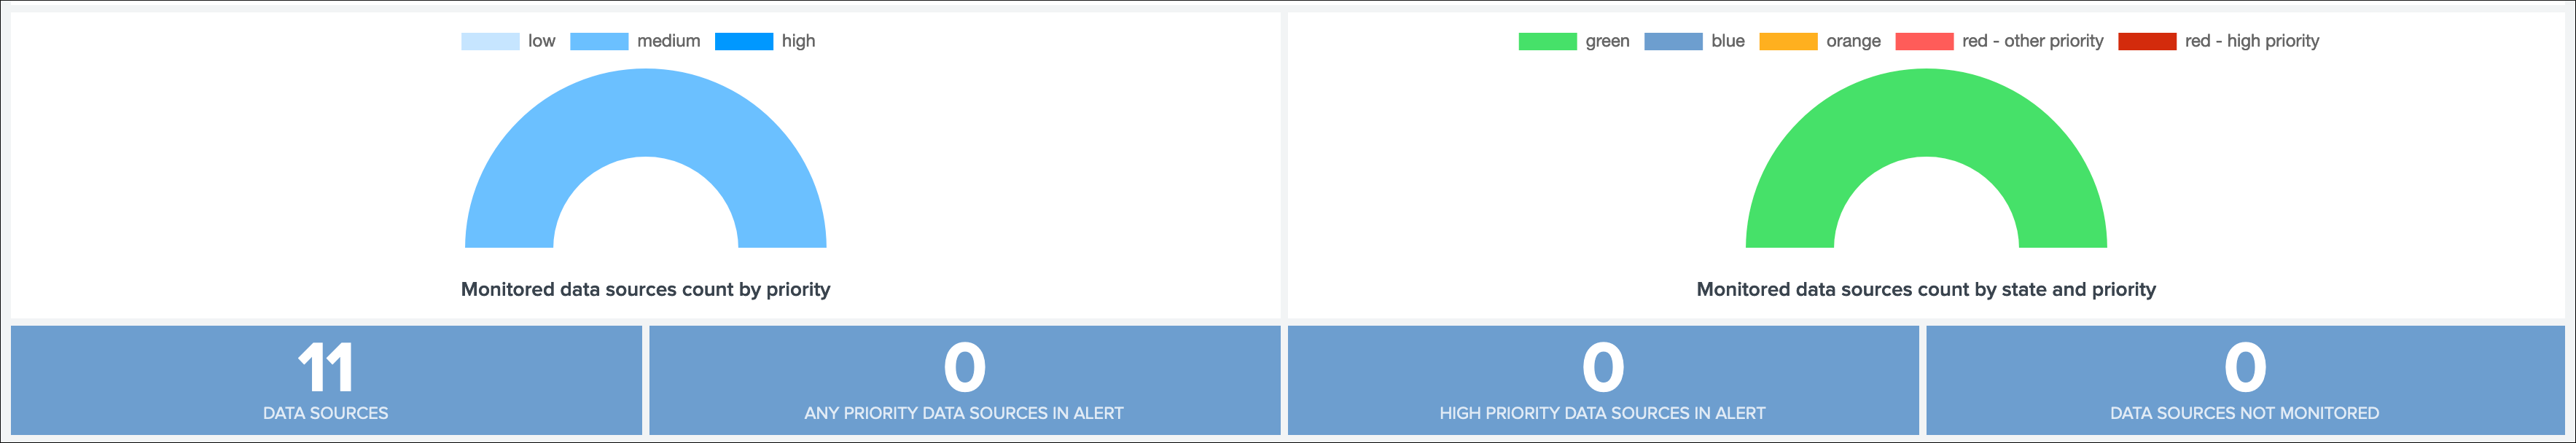 low medium high
Monitored data sources count by priority
green blue orange red - other priority red - high priority
Monitored data sources count by state and priority
11
DATA SOURCES
0
ANY PRIORITY DATA SOURCES IN ALERT
0
HIGH PRIORITY DATA SOURCES IN ALERT
0
DATA SOURCES NOT MONITORED